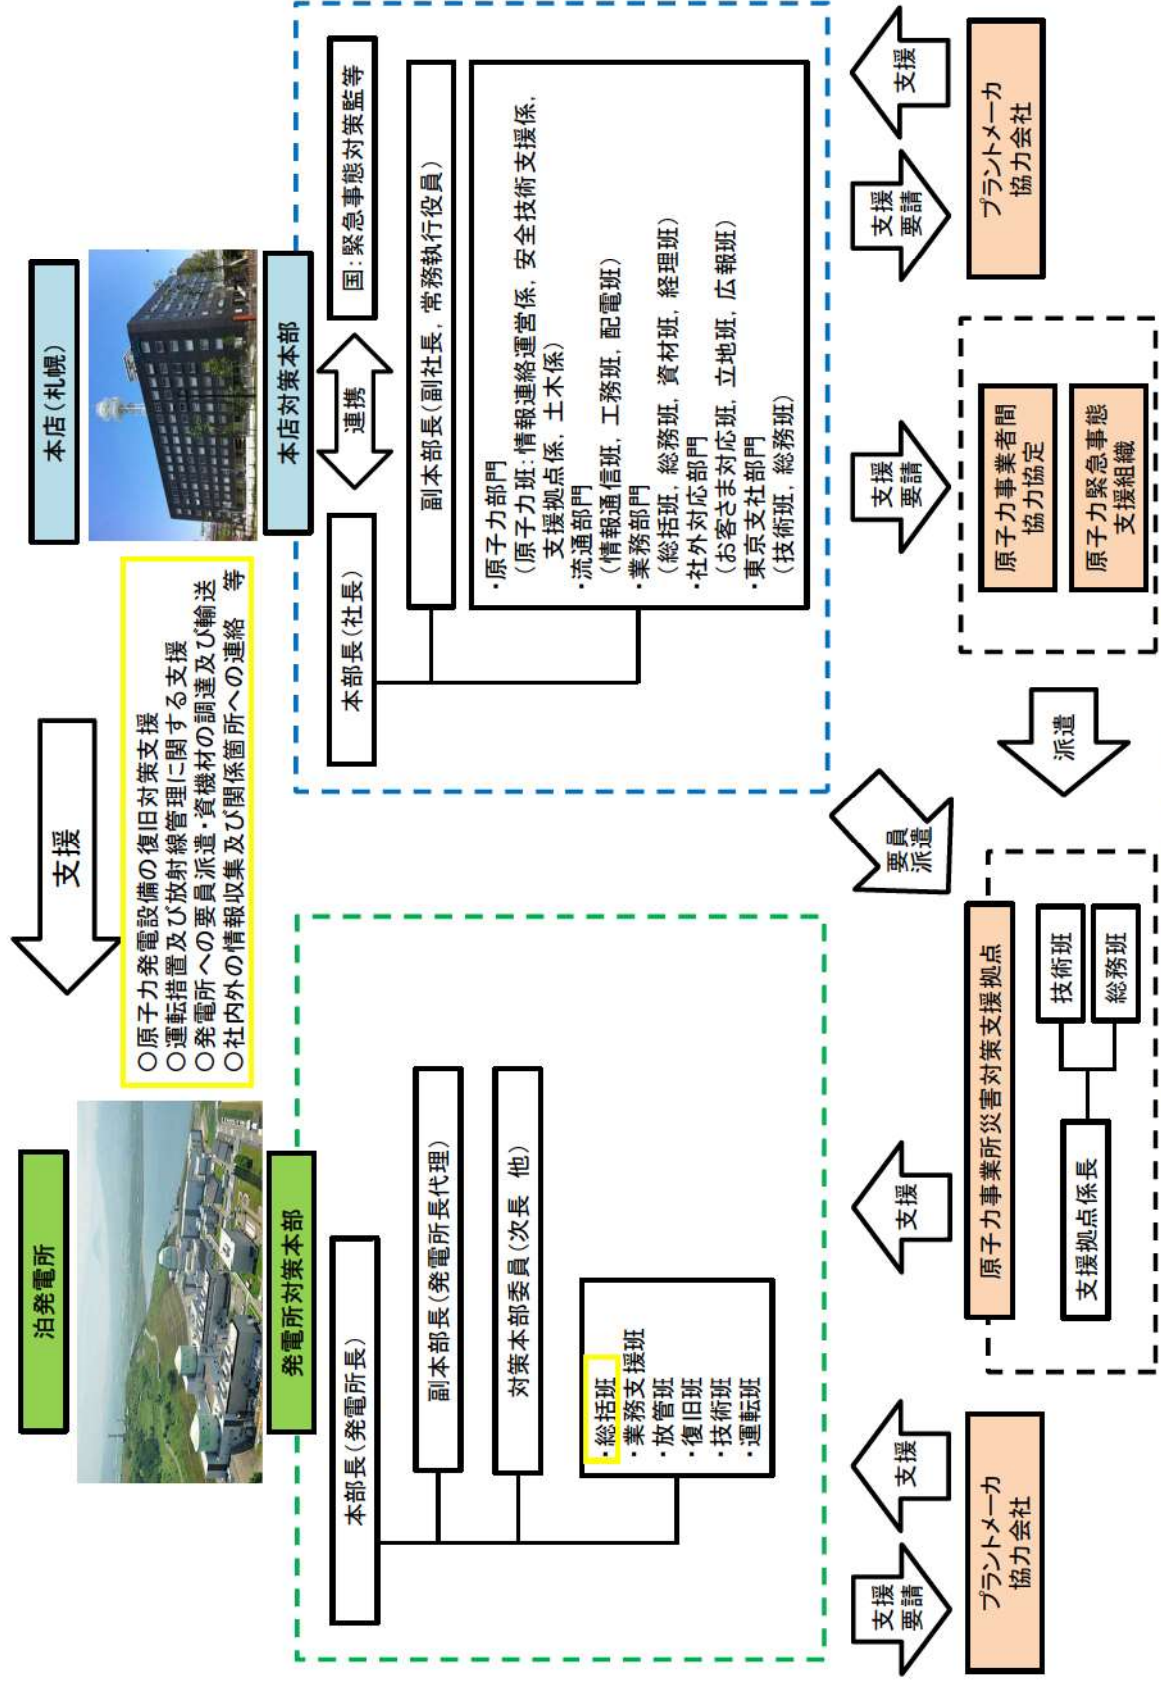 泊発電所
支援
本店(札幌)
○原子力発電設備の復旧対策支援
○運転措置及び放射線管理に関する支援
○発電所への要員派遣・資機材の調達及び輸送
○社内外の情報収集及び関係箇所への連絡 等
発電所対策本部
本部長(発電所長)
副本部長(発電所長代理)
対策本部委員(次長 他)
・総括班
・業務支援班
・放管班
・復旧班
・技術班
・運転班
本店対策本部
本部長(社長)
連携
国:緊急事態対策監等
副本部長(副社長,常務執行役員)
・原子力部門
(原子力班:情報連絡運営係,安全技術支援係,
支援拠点係,土木係)
・流通部門
(情報通信班,工務班,配電班)
・業務部門
(総括班,総務班,資材班,経理班)
・社外対応部門
(お客さま対応班,立地班,広報班)
・東京支社部門
(技術班,総務班)
支援
要請
支援
支援
要員
派遣
支援
要請
支援
要請
支援
プラントメーカ
協力会社
原子力事業所災害対策支援拠点
支援拠点係長
技術班
総務班
派遣
原子力事業者間
協力協定
原子力緊急事態
支援組織
プラントメーカ
協力会社